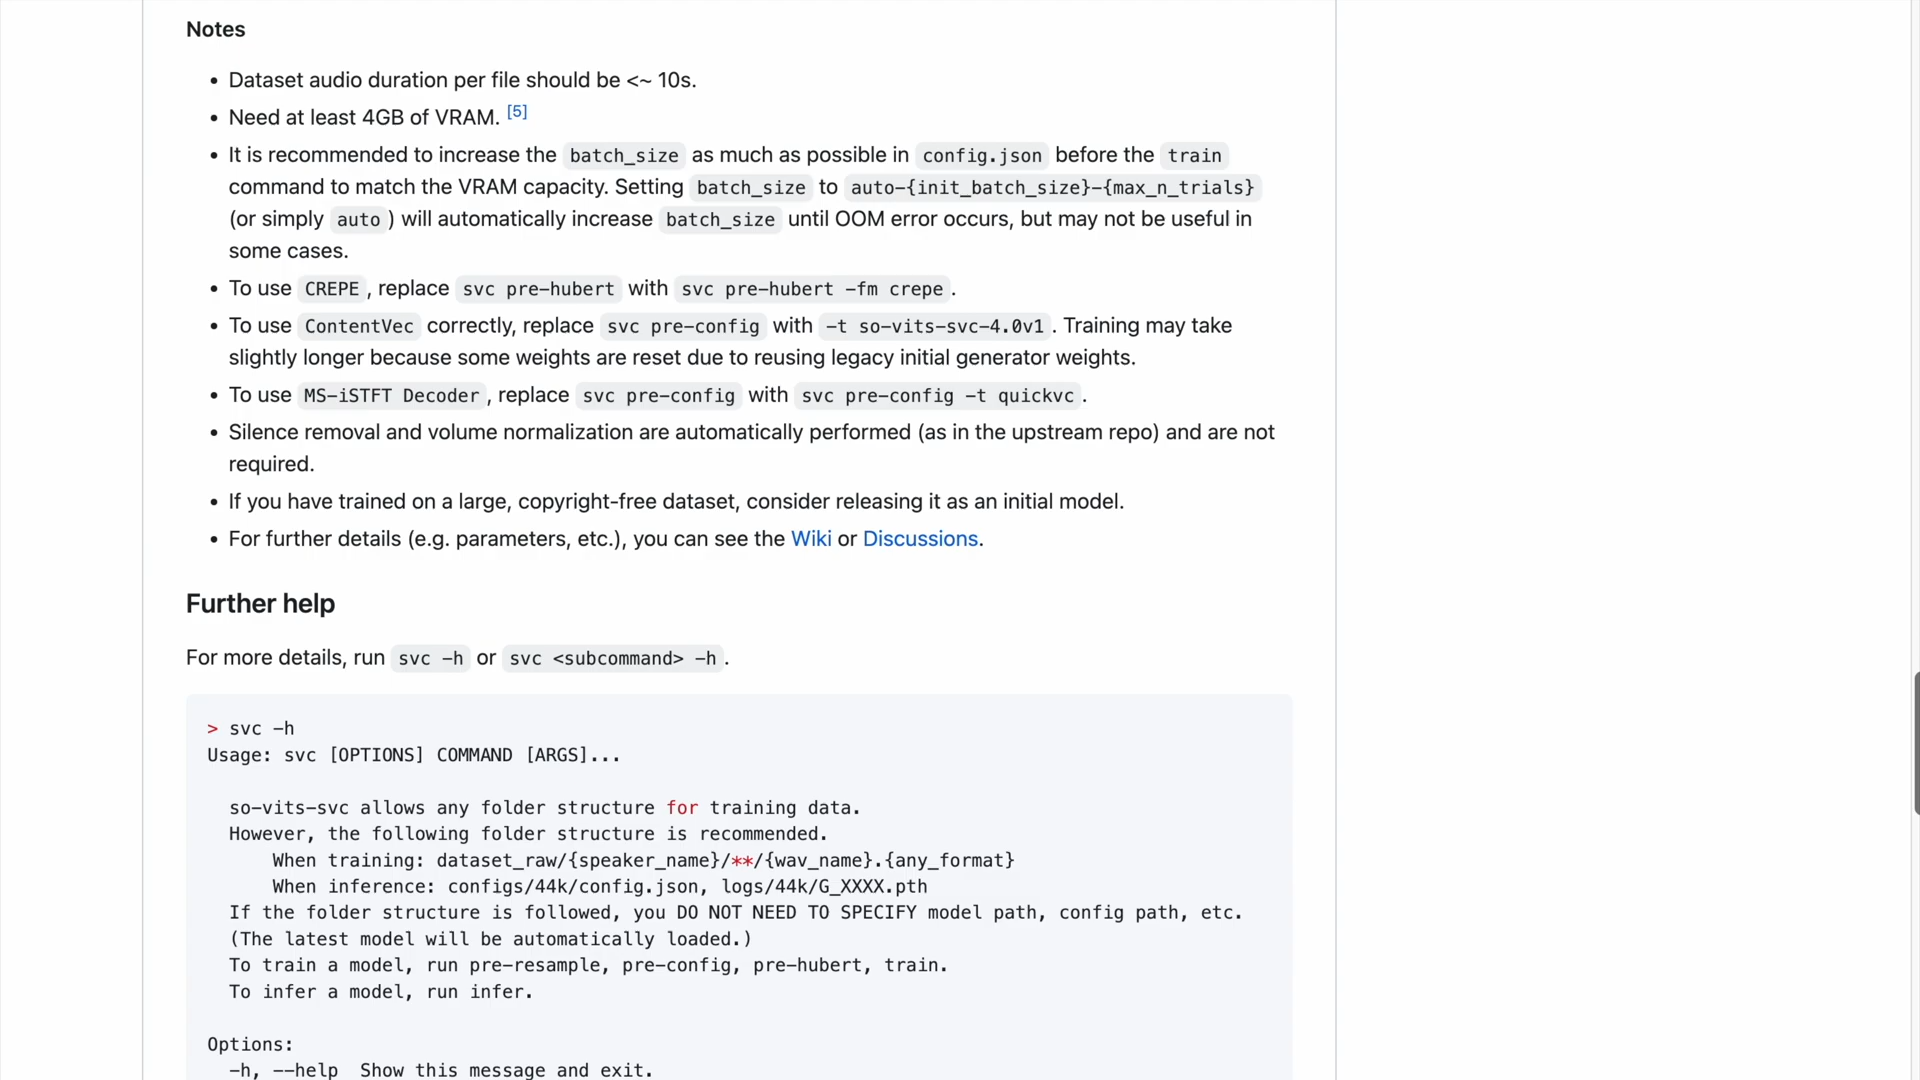 Notes
• Dataset audio duration per file should be <~ 10s.
• Need at least 4GB of VRAM. [5]
• It is recommended to increase the batch_size as much as possible in config.json before the train
command to match the VRAM capacity. Setting batch_size to auto-{init_batch_size}-{max_n_trials}
(or simply auto ) will automatically increase batch_size until OOM error occurs, but may not be useful in
some cases.
• To use CREPE , replace svc pre-hubert with svc pre-hubert -fm crepe .
• To use ContentVec correctly, replace svc pre-config with -t so-vits-svc-4.0v1 . Training may take
slightly longer because some weights are reset due to reusing legacy initial generator weights.
• To use MS-iSTFT Decoder , replace svc pre-config with svc pre-config -t quickvc .
• Silence removal and volume normalization are automatically performed (as in the upstream repo) and are not
required.
• If you have trained on a large, copyright-free dataset, consider releasing it as an initial model.
• For further details (e.g. parameters, etc.), you can see the Wiki or Discussions.
Further help
For more details, run svc -h or svc <subcommand> -h .
> svc -h
Usage: svc [OPTIONS] COMMAND [ARGS]...
so-vits-svc allows any folder structure for training data.
However, the following folder structure is recommended.
When training: dataset_raw/{speaker_name}/**/{wav_name}.{any_format}
When inference: configs/44k/config.json, logs/44k/G_XXXX.pth
If the folder structure is followed, you DO NOT NEED TO SPECIFY model path, config path, etc.
(The latest model will be automatically loaded.)
To train a model, run pre-resample, pre-config, pre-hubert, train.
To infer a model, run infer.
Options:
-h, --help  Show this message and exit.